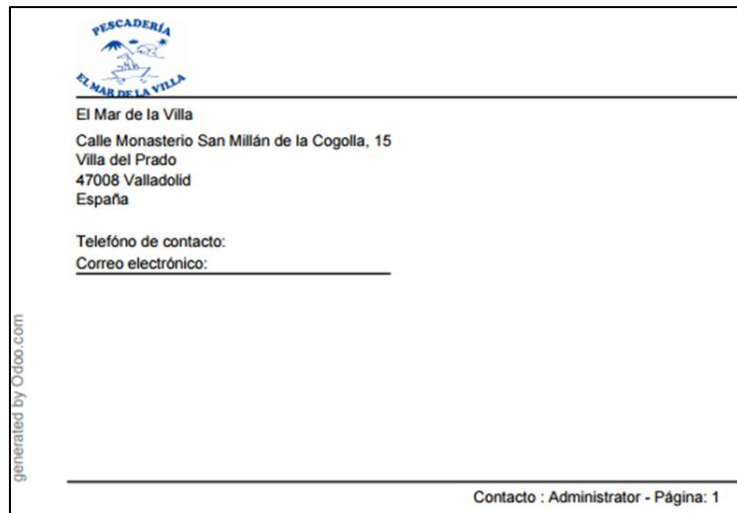 PESCADERÍA
EL MAR DE LA VILLA
El Mar de la Villa
Calle Monasterio San Millán de la Cogolla, 15
Villa del Prado
47008 Valladolid
España
Telefóno de contacto:
Correo electrónico:
generated by Odoo.com
Contacto : Administrator - Página: 1